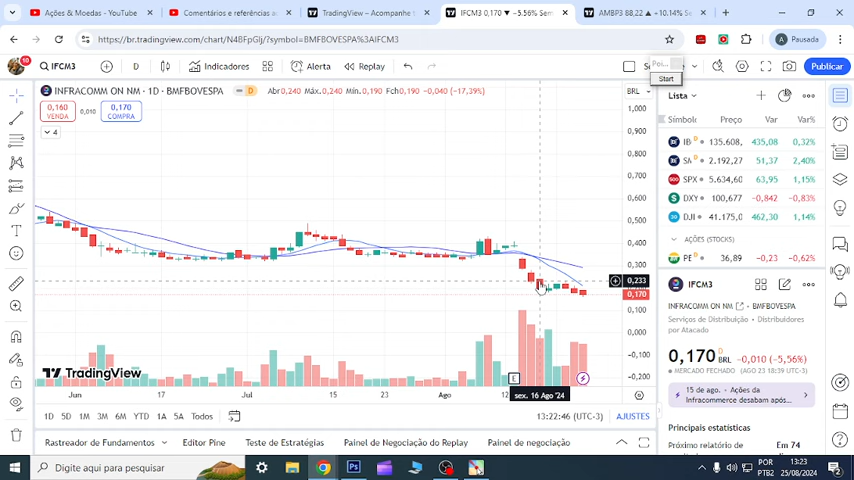 Ações & Moedas - YouTube
Comentários e referências ao
TradingView – Acompanhe t
IFCM3 0,170 ▼ −5.56% Sem
AMBP3 88,22 ▲ +10.14% Se
https://br.tradingview.com/chart/N4BFpGIj/?symbol=BMFBOVESPA%3AIFCM3
A Pausada
10
IFCM3
D
Indicadores
Alerta
Replay
Start
Publicar
INFRACOMM ON NM · 1D · BMFBOVESPA
D
Abr0,240 Máx.0,240 Mín.0,190 Fch0,190 −0,040 (−17,39%)
BRL
0,160
VENDA
0,010
0,170
COMPRA
4
1,000
0,900
0,800
0,700
0,600
0,500
0,400
0,300
0,233
0,170
0,100
0,000
−0,100
−0,200
TradingView
E
Jun
17
Jul
15
23
Ago
12
sex. 16 Ago '24
1D
5D
1M
3M
6M
YTD
1A
5A
Todos
13:22:46 (UTC-3)
AJUSTES
Rastreador de Fundamentos
Editor Pine
Teste de Estratégias
Painel de Negociação do Replay
Painel de negociação
Lista
Símbolo
Preço
Var
Var%
135.608, 435,08 0,32%
2.192,27 51,37 2,40%
500
SPX 5.634,60 63,95 1,15%
DXY 100,677 −0,842 −0,83%
DJI 41.175,0 462,30 1,14%
AÇÕES (STOCKS)
36,89 −0,23 −0,62%
IFCM3
INFRACOMM ON NM
BMFBOVESPA
Serviços de Distribuição · Distribuidores
por Atacado
0,170 D BRL −0,010 (−5,56%)
MERCADO FECHADO (AGO 23 18:39 UTC-3)
15 de ago. · Ações da
Infracommerce desabam após...
Principais estatísticas
Próximo relatório de
Em 74
Digite aqui para pesquisar
Ps
POR
PTB2
13:23
25/08/2024